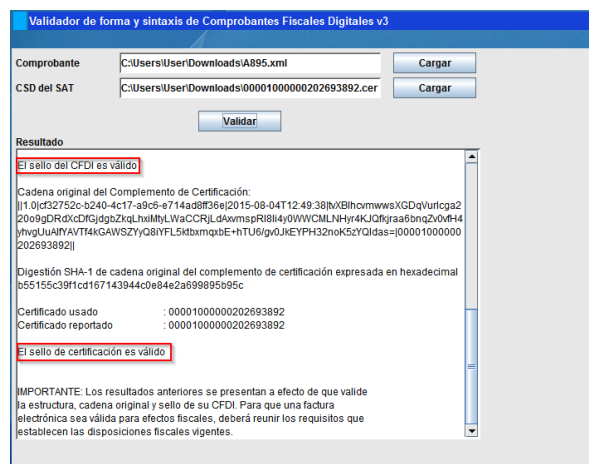 Validador de forma y sintaxis de Comprobantes Fiscales Digitales v3
Comprobante C:\Users\User\Downloads\A895.xml Cargar
CSD del SAT C:\Users\User\Downloads\00001000000202693892.cer Cargar
Validar
Resultado
El sello del CFDI es válido
Cadena original del Complemento de Certificación:
||1.0|cf32752c-b240-4c17-a9c6-e714ad8ff36e|2015-08-04T12:49:38|tvXBlhcvmwwsXGDqVurlcga2
20o9gDRdXcDfGjdgbZkqLhxiMtyLWaCCRjLdAxvmspRl8li4y0WWCMLNHyr4KJQfkjraa6bnqZv0vfH4
yhvgUuAlfYAVTf4kGAWSZYyQ8iYFL5ktbxmqxbE+hTU6/gv0JkEYPH32noK5zYQIdas=|00001000000
202693892||
Digestión SHA-1 de cadena original del complemento de certificación expresada en hexadecimal
b55155c39f1cd167143944c0e84e2a699895b95c
Certificado usado : 00001000000202693892
Certificado reportado : 00001000000202693892
El sello de certificación es válido
IMPORTANTE: Los resultados anteriores se presentan a efecto de que valide
la estructura, cadena original y sello de su CFDI. Para que una factura
electrónica sea válida para efectos fiscales, deberá reunir los requisitos que
establecen las disposiciones fiscales vigentes.